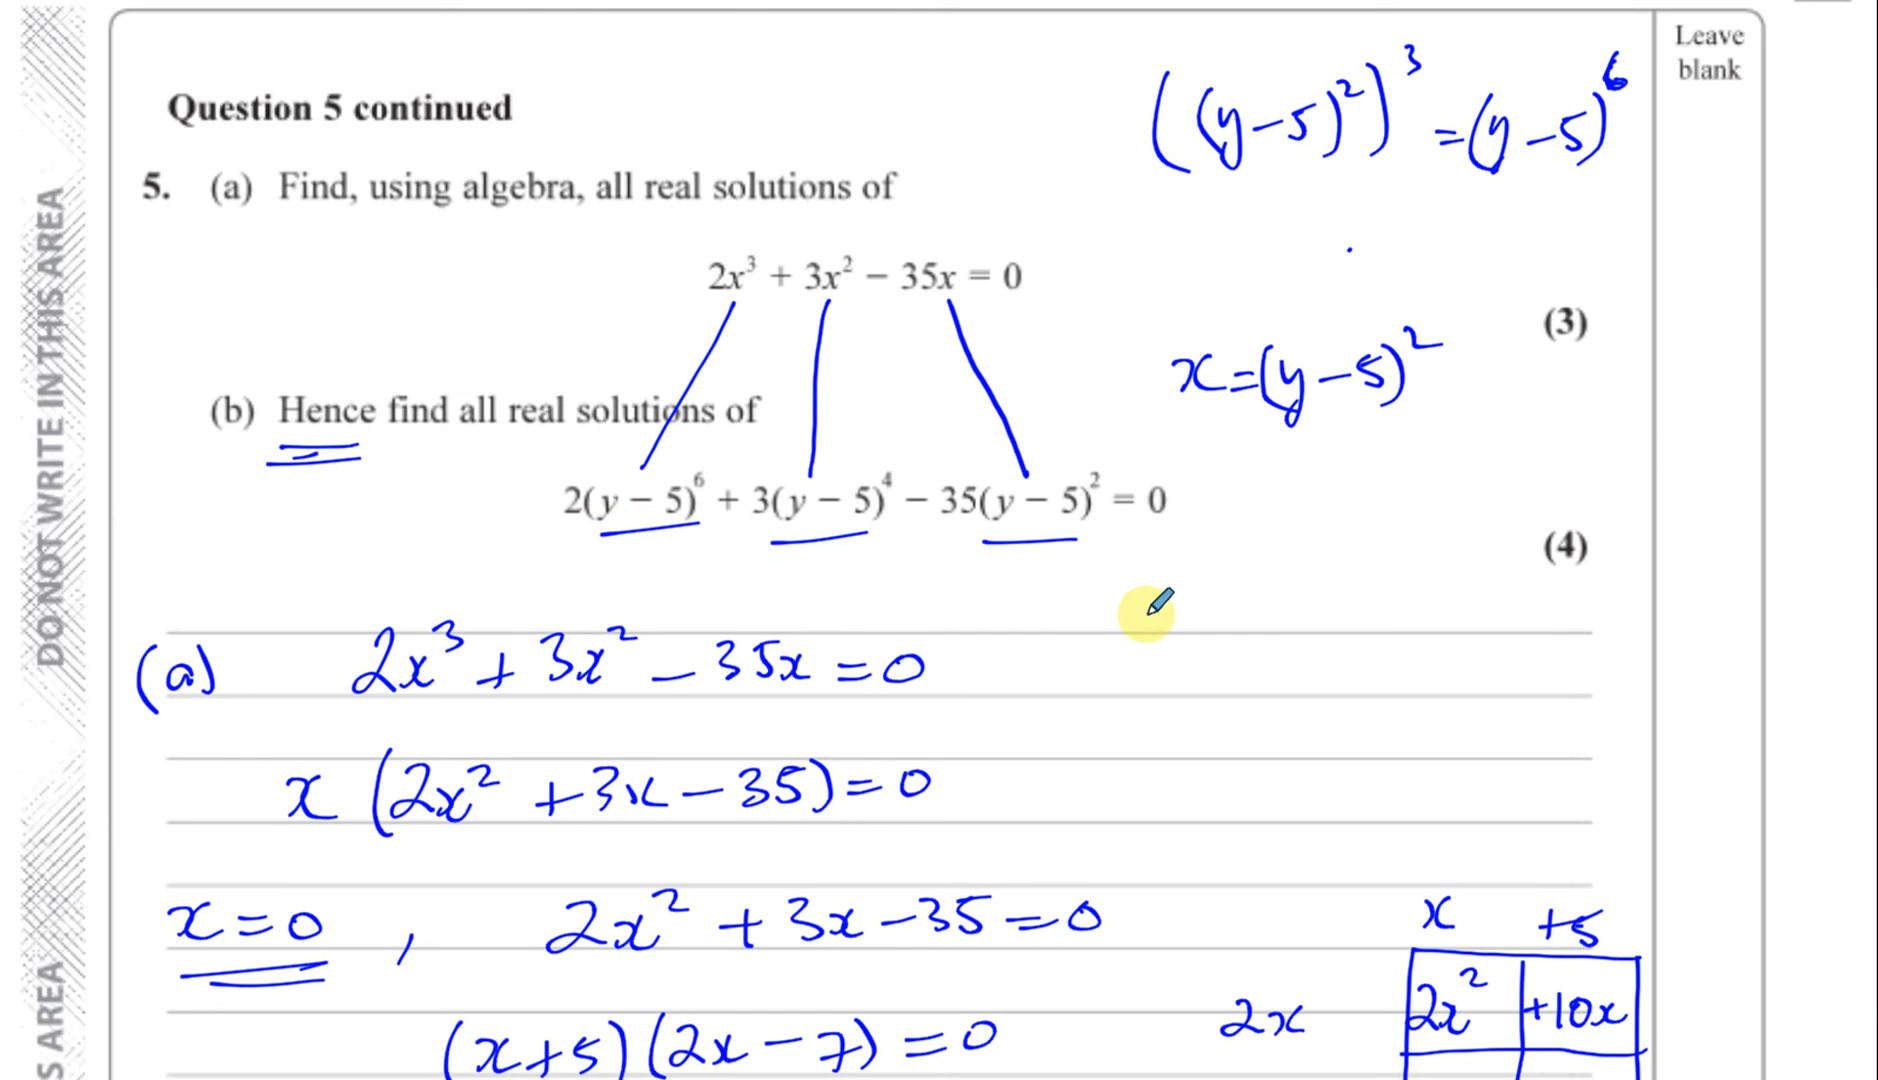 Leave
blank
((y-5)²)³ = (y-5)⁶
Question 5 continued
5. (a) Find, using algebra, all real solutions of
2x³ + 3x² − 35x = 0
(3)
x=(y-5)²
(b) Hence find all real solutions of
2(y − 5)⁶ + 3(y − 5)⁴ − 35(y − 5)² = 0
(4)
(a) 2x³ + 3x² - 35x = 0
x (2x² + 3x - 35) = 0
x = 0 , 2x² + 3x - 35 = 0
x +5
2x 2x² +10x
(x+5) (2x - 7) = 0
DO NOT WRITE IN THIS AREA
S AREA